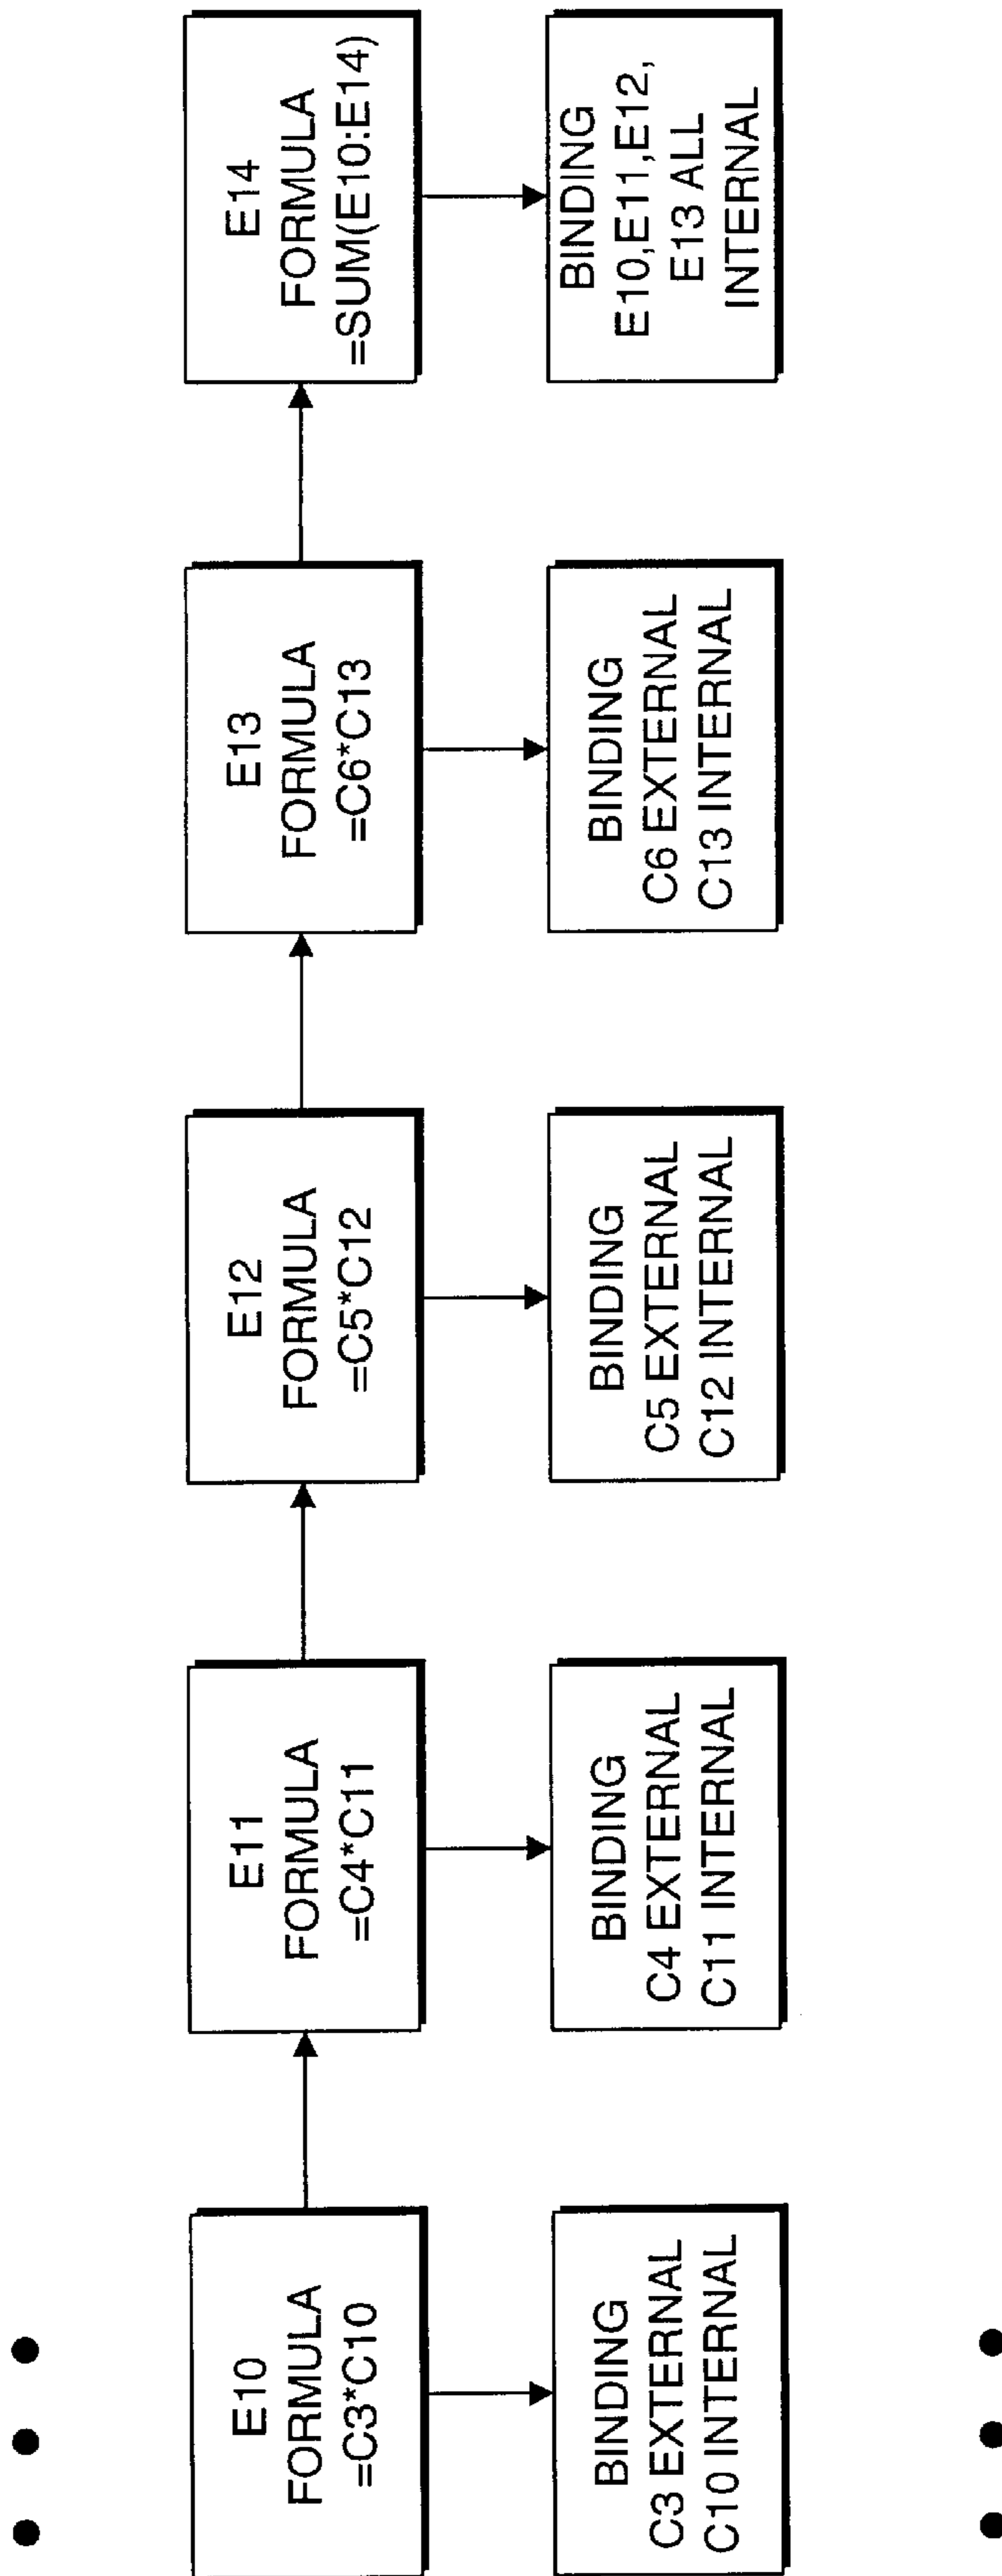 E10
FORMULA
=C3*C10
BINDING
C3 EXTERNAL
C10 INTERNAL
E11
FORMULA
=C4*C11
BINDING
C4 EXTERNAL
C11 INTERNAL
E12
FORMULA
=C5*C12
BINDING
C5 EXTERNAL
C12 INTERNAL
E13
FORMULA
=C6*C13
BINDING
C6 EXTERNAL
C13 INTERNAL
E14
FORMULA
=SUM(E10:E14)
BINDING
E10,E11,E12,
E13 ALL
INTERNAL